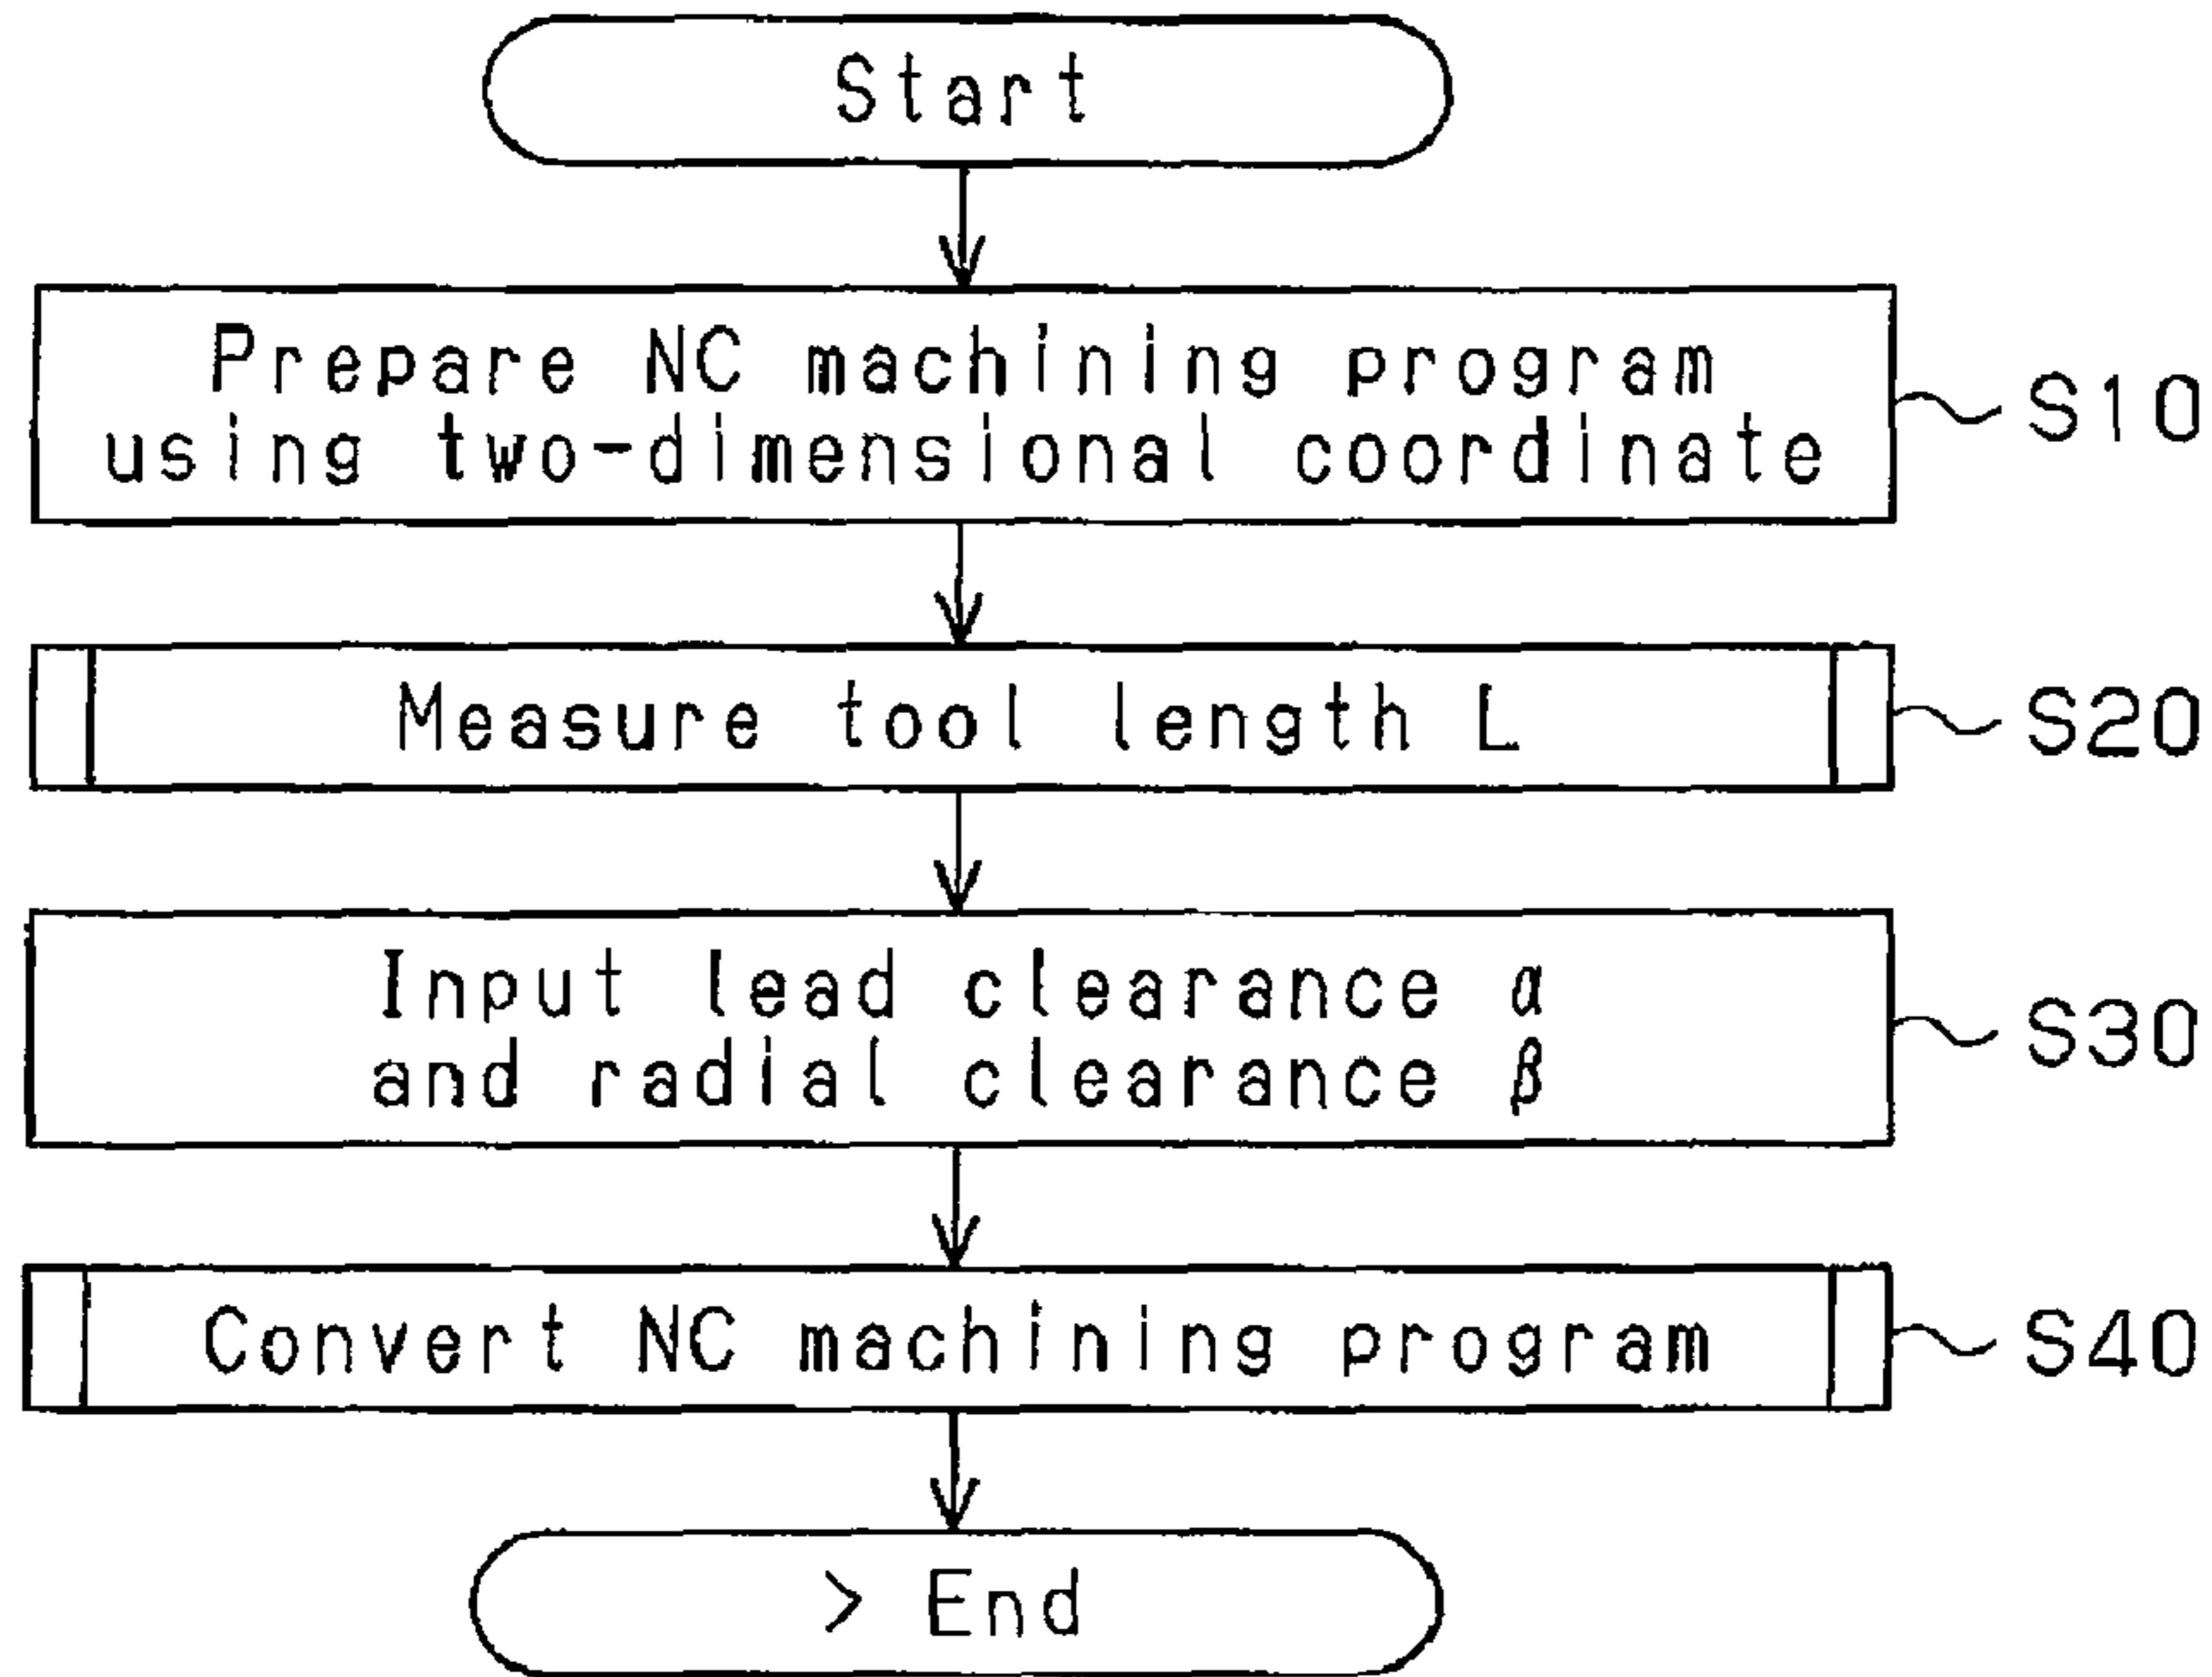 Start
Prepare NC machining program
using two-dimensional coordinate
S10
Measure tool length L
S20
Input lead clearance α
and radial clearance β
S30
Convert NC machining program
S40
> End